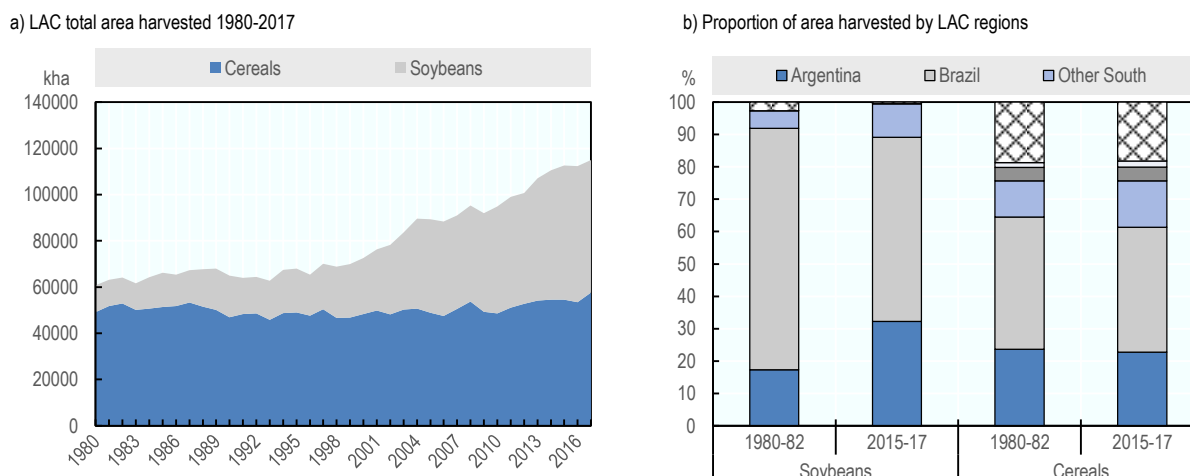 a) LAC total area harvested 1980-2017
Cereals Soybeans
kha
140000
120000
100000
80000
60000
40000
20000
0
1980 1983 1986 1989 1992 1995 1998 2001 2004 2007 2010 2013 2016
b) Proportion of area harvested by LAC regions
Argentina Brazil Other South
%
100
90
80
70
60
50
40
30
20
10
0
1980-82 2015-17 1980-82 2015-17
Soybeans Cereals